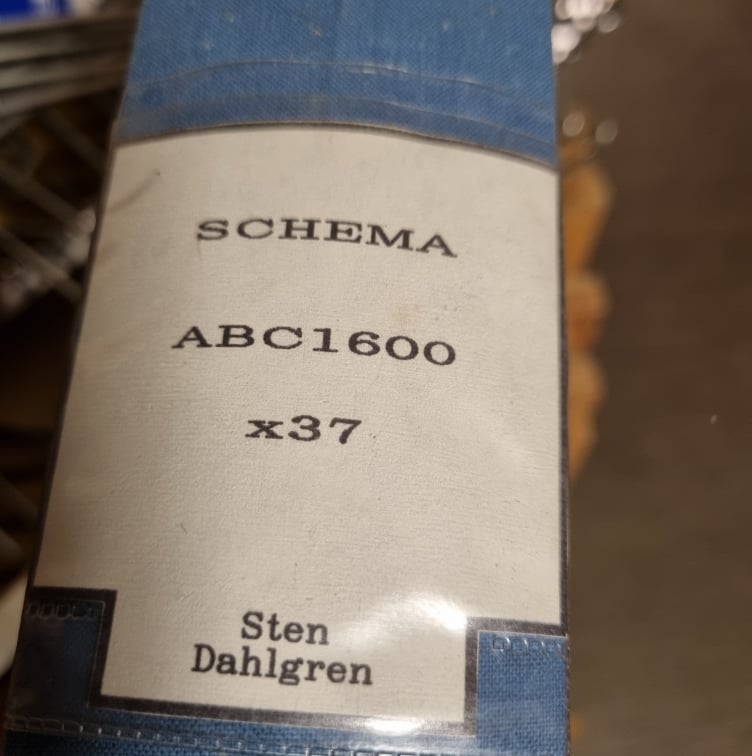 SCHEMA
ABC1600
x37
Sten
Dahlgren